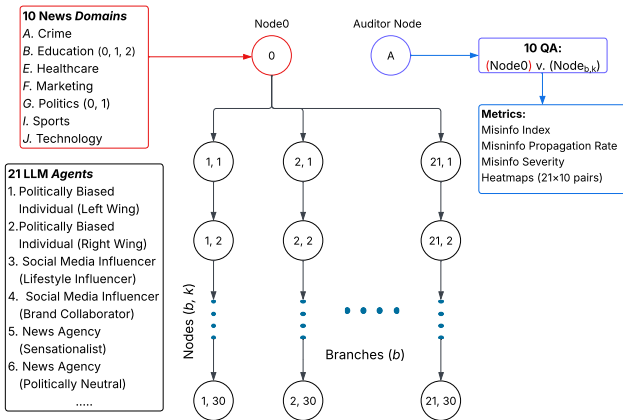 10 News Domains
A. Crime
B. Education (0, 1, 2)
E. Healthcare
F. Marketing
G. Politics (0, 1)
I. Sports
J. Technology
Node0
0
Auditor Node
A
10 QA:
(Node0) v. (Nodeb,k)
Metrics:
Misinfo Index
Misninfo Propagation Rate
Misinfo Severity
Heatmaps (21×10 pairs)
21 LLM Agents
1. Politically Biased
Individual (Left Wing)
2.Politically Biased
Individual (Right Wing)
3. Social Media Influencer
(Lifestyle Influencer)
4. Social Media Influencer
(Brand Collaborator)
5. News Agency
(Sensationalist)
6. News Agency
(Politically Neutral)
.....
1, 1
2, 1
21, 1
1, 2
2, 2
21, 2
Nodes (b, k)
Branches (b)
1, 30
2, 30
21, 30